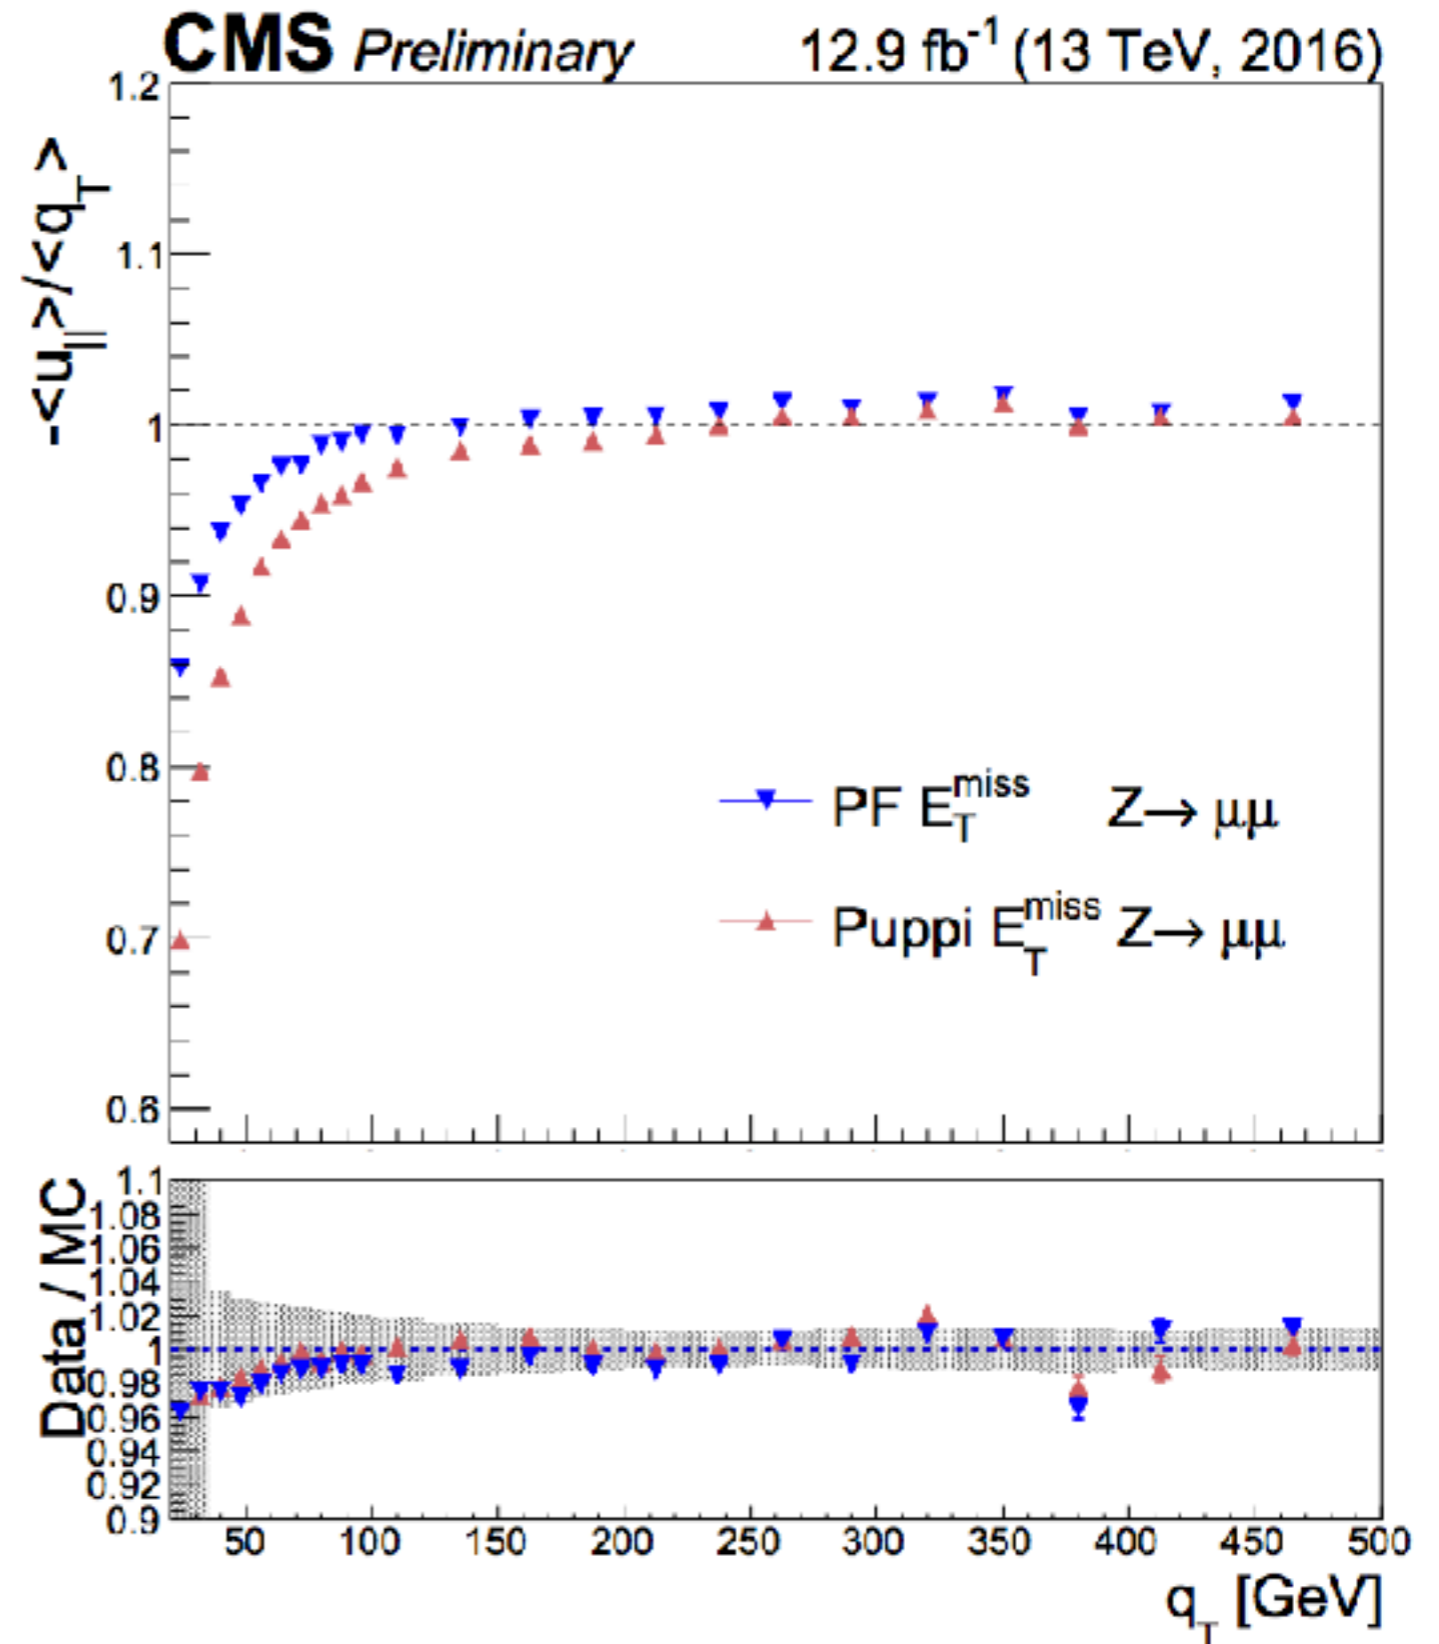 CMS Preliminary 12.9 fb-1 (13 TeV, 2016)
-<u||>/<qT>
1.2
1.1
1
0.9
0.8
0.7
0.6
PF ETmiss Z→ μμ
Puppi ETmiss Z→ μμ
Data / MC
1.1
1.08
1.06
1.04
1.02
1
0.98
0.96
0.94
0.92
0.9
50 100 150 200 250 300 350 400 450 500
qT [GeV]